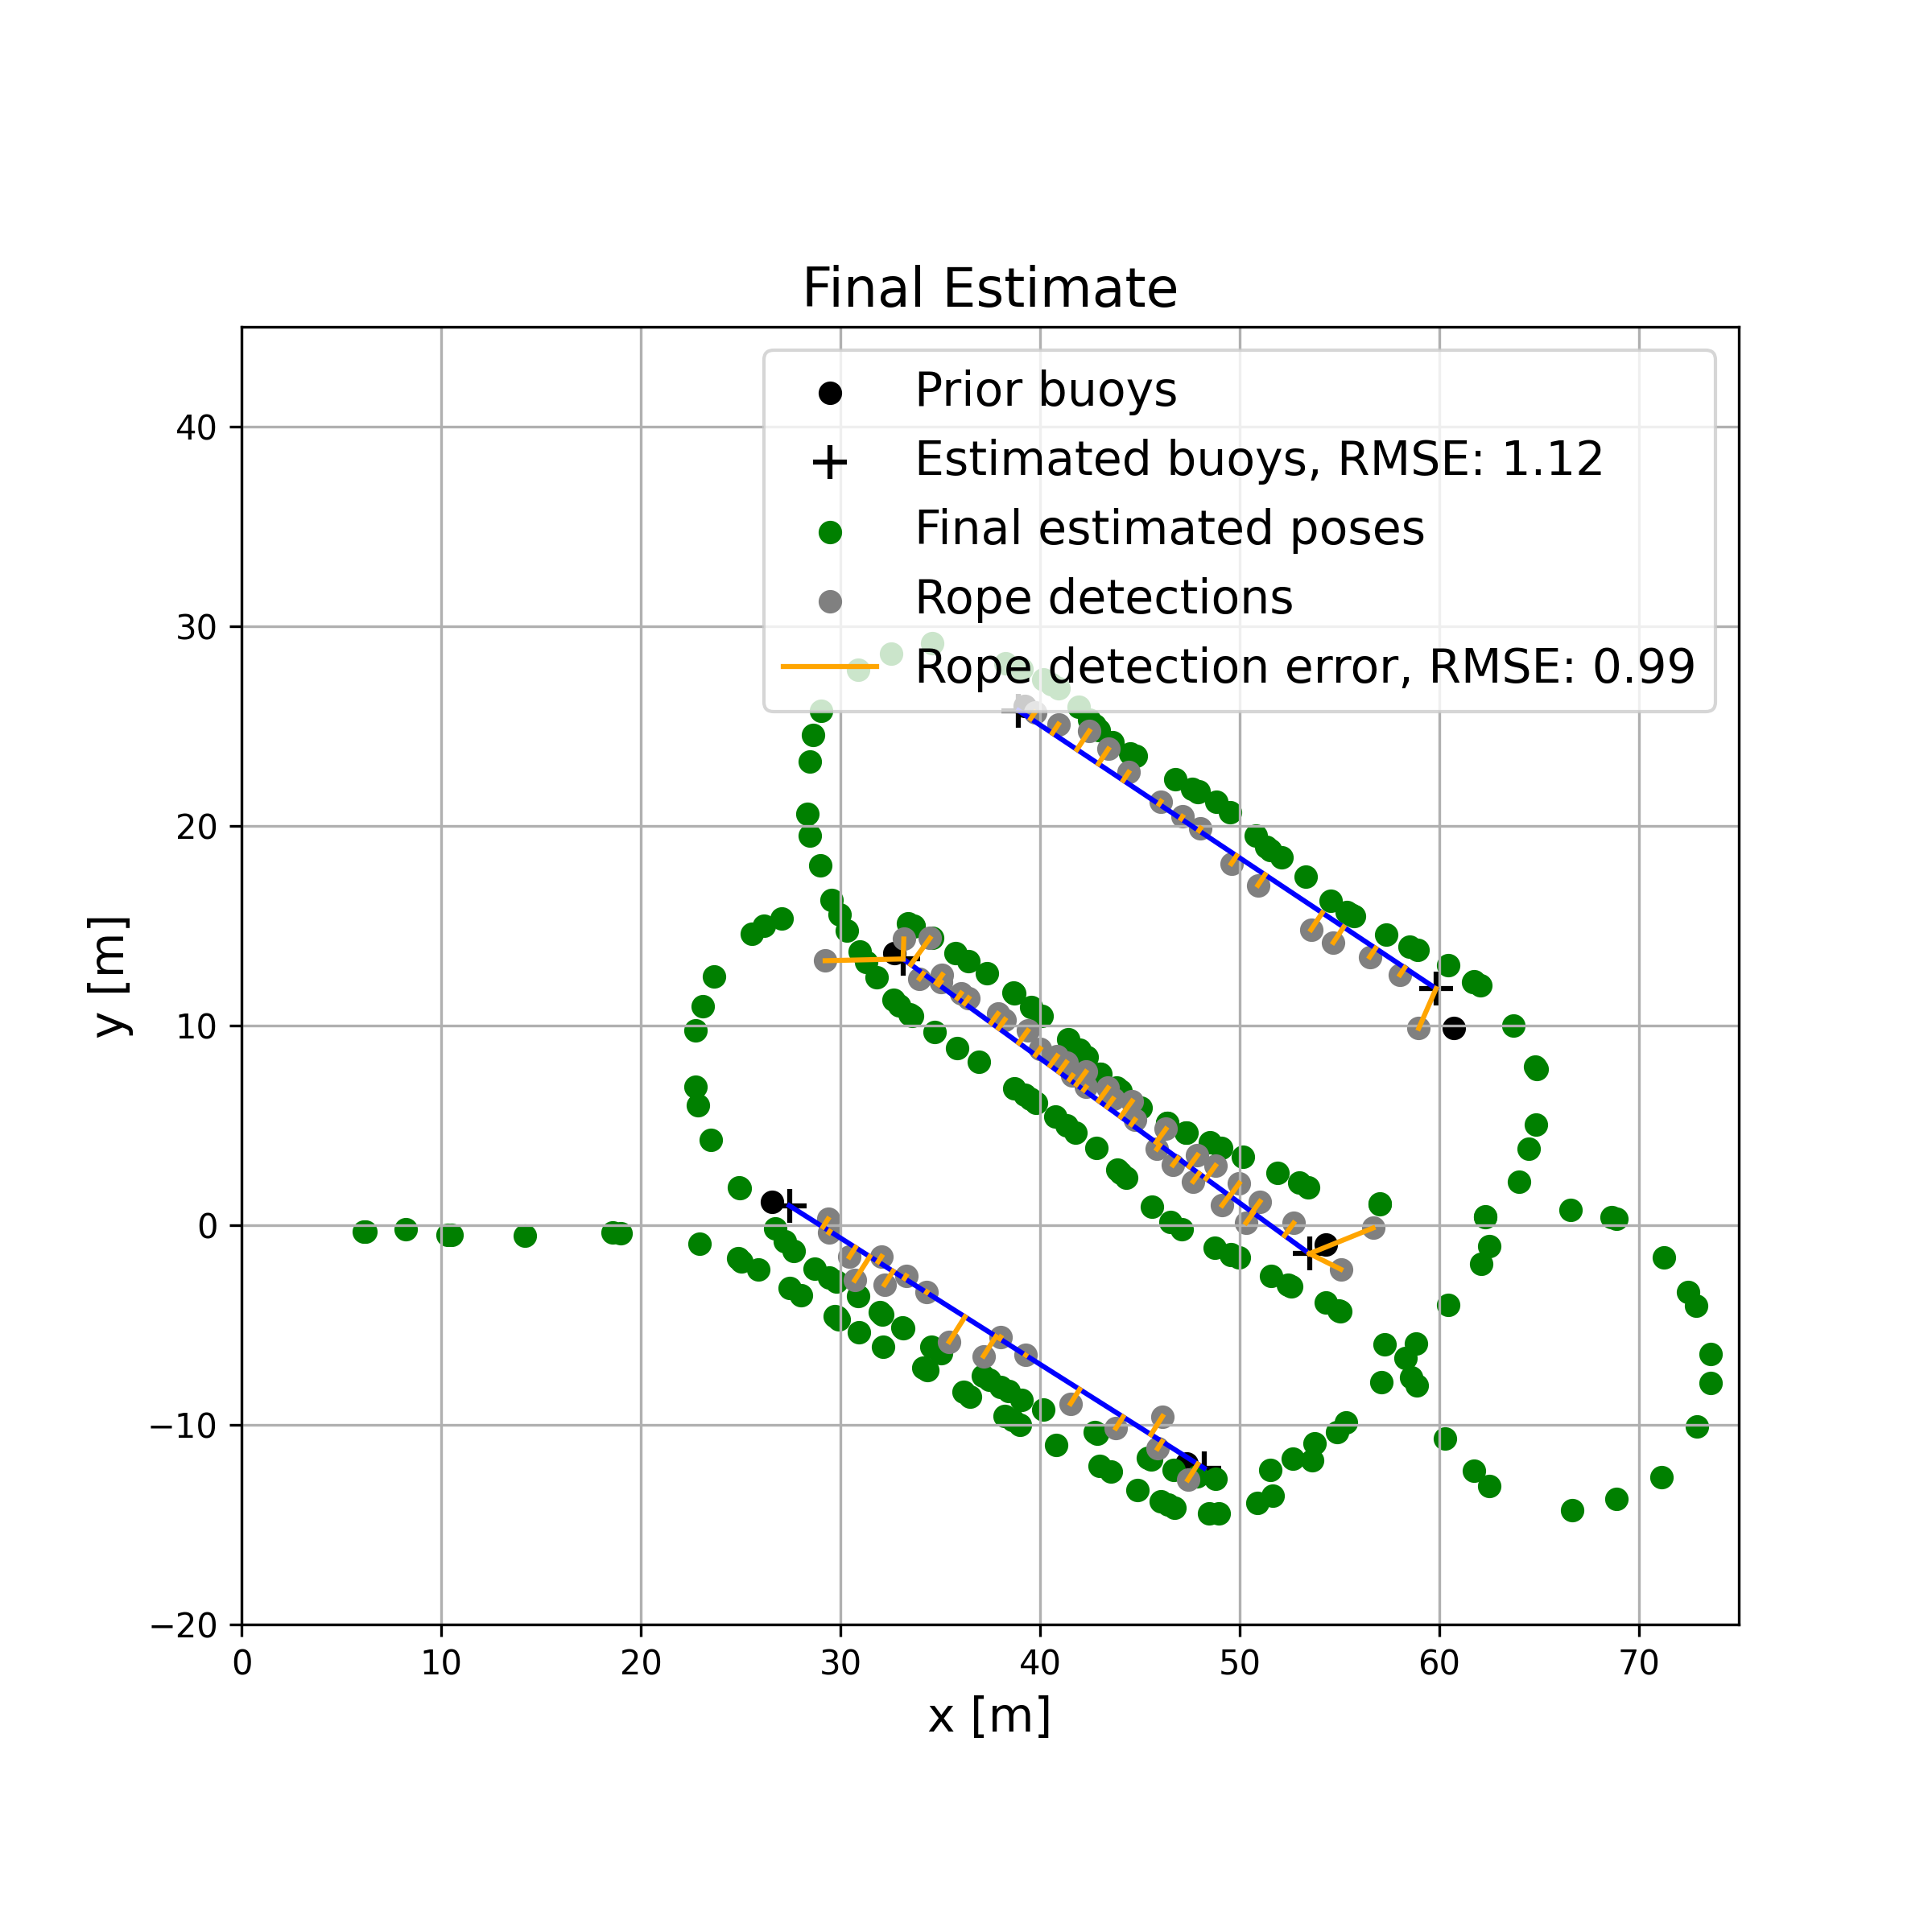 Final Estimate
Prior buoys
Estimated buoys, RMSE: 1.12
Final estimated poses
Rope detections
Rope detection error, RMSE: 0.99
40
30
20
10
0
−10
−20
y [m]
0 10 20 30 40 50 60 70
x [m]